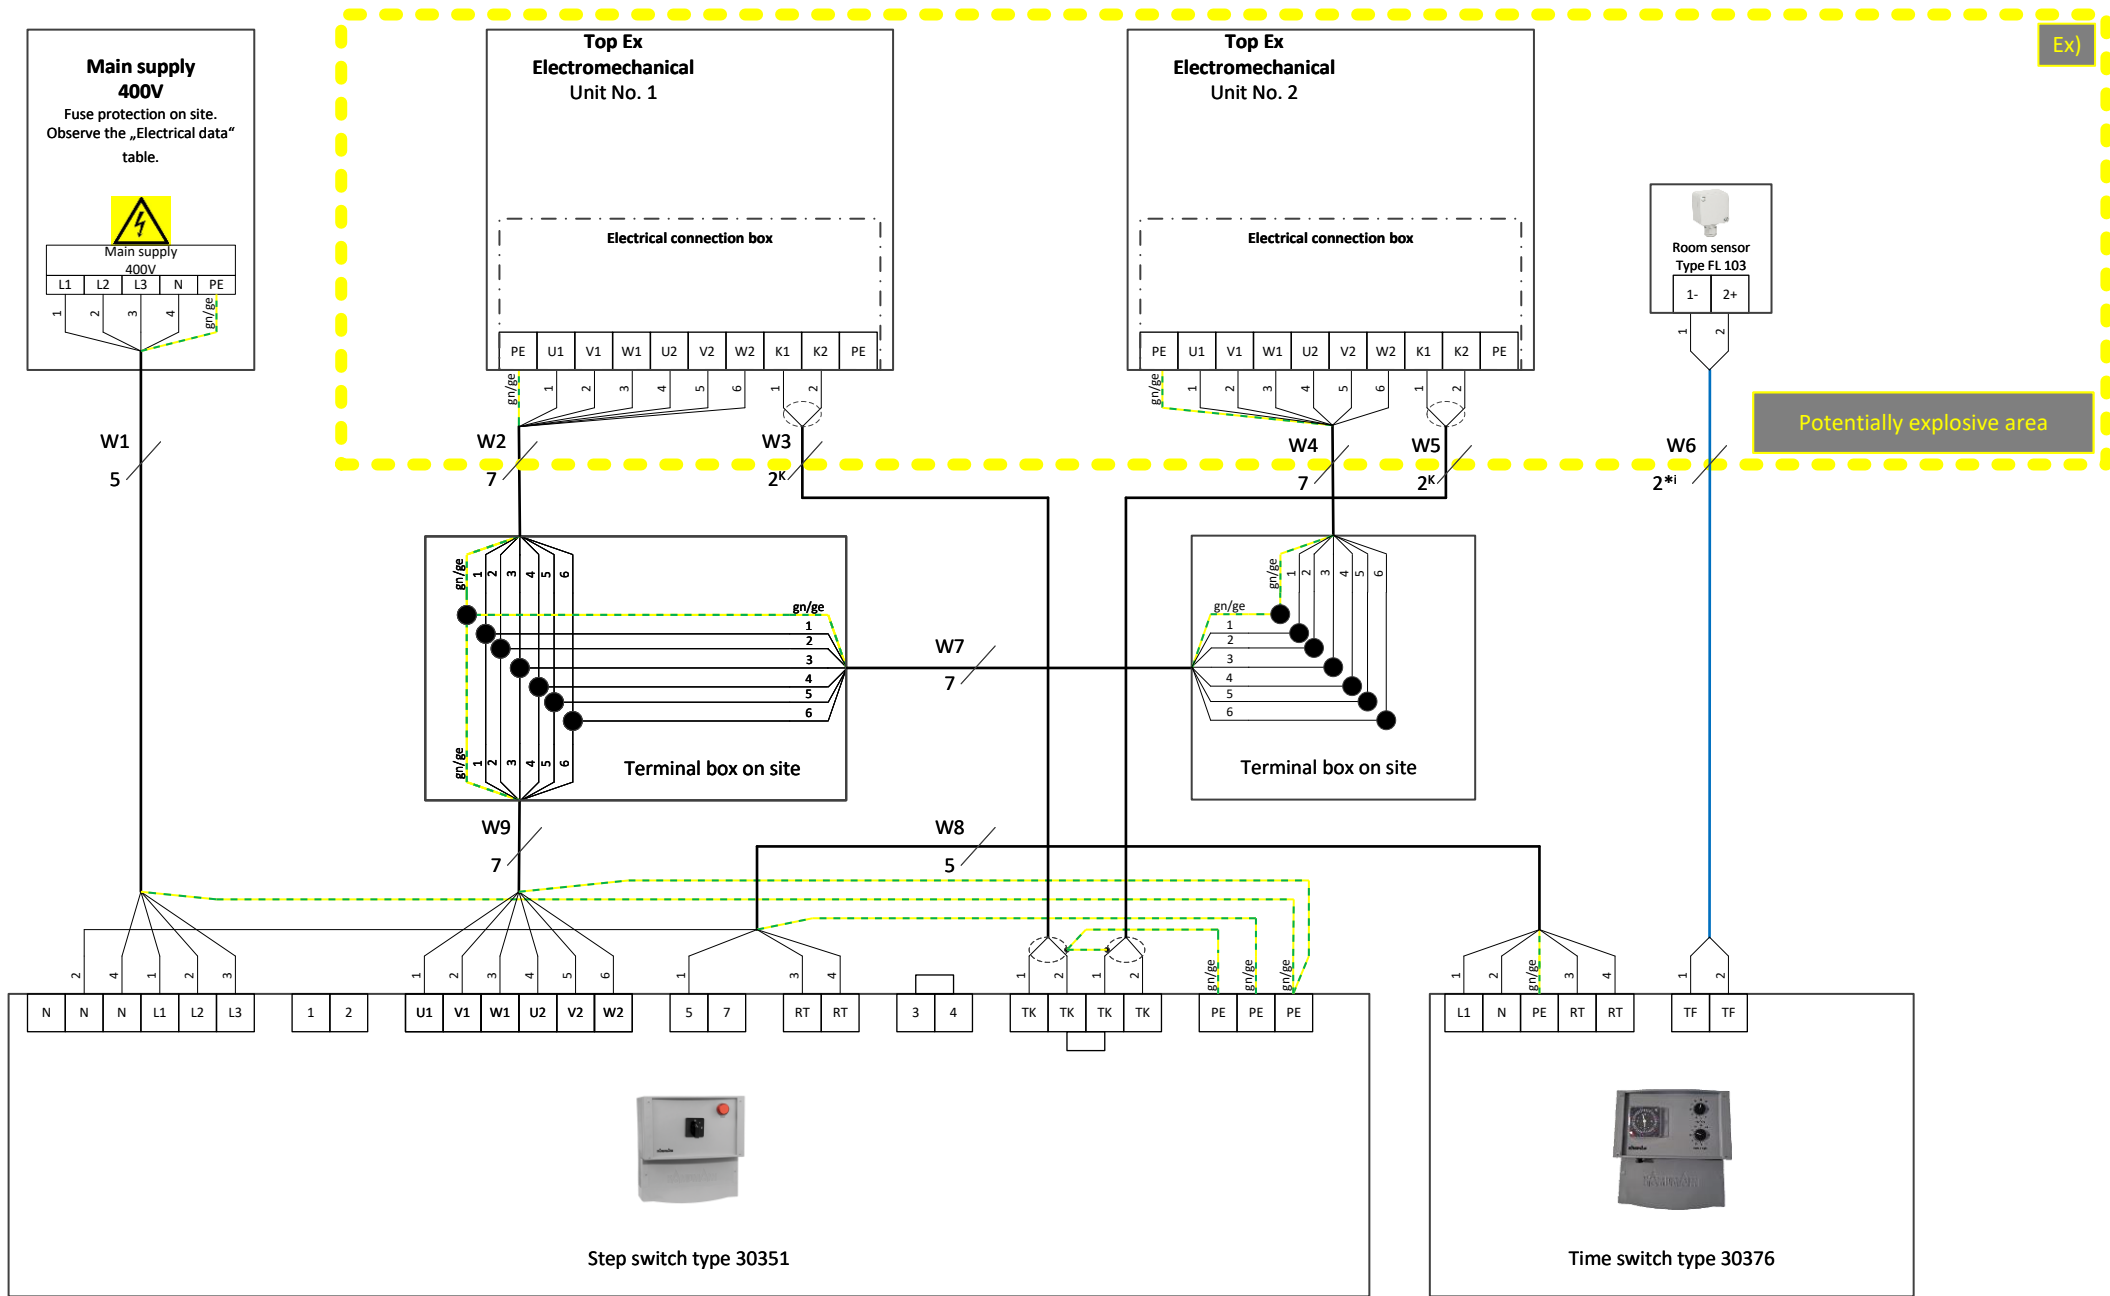 Main supply
400V
Fuse protection on site.
Observe the „Electrical data“
table.
Main supply
400V
L1 L2 L3 N PE
1 2 3 4 gn/ge
W1
5
Top Ex
Electromechanical
Unit No. 1
Electrical connection box
PE U1 V1 W1 U2 V2 W2 K1 K2 PE
gn/ge 1 2 3 4 5 6 1 2
W2
7
W3
2ᴷ
Top Ex
Electromechanical
Unit No. 2
Electrical connection box
PE U1 V1 W1 U2 V2 W2 K1 K2 PE
gn/ge 1 2 3 4 5 6 1 2
W4
7
W5
2ᴷ
Ex)
Room sensor
Type FL 103
1- 2+
1 2
Potentially explosive area
W6
2*ⁱ
gn/ge 1 2 3 4 5 6
gn/ge
1
2
3
4
5
6
gn/ge 1 2 3 4 5 6
Terminal box on site
W7
7
gn/ge 1 2 3 4 5 6
gn/ge
1
2
3
4
5
6
Terminal box on site
W9
7
W8
5
2 4 1 2 3
1 2 3 4 5 6
1 3 4
1 2 1 2
gn/ge gn/ge gn/ge
N N N L1 L2 L3
1 2
U1 V1 W1 U2 V2 W2
5 7
RT RT
3 4
TK TK TK TK
PE PE PE
Step switch type 30351
1 2 gn/ge 3 4
1 2
L1 N PE RT RT
TF TF
Time switch type 30376